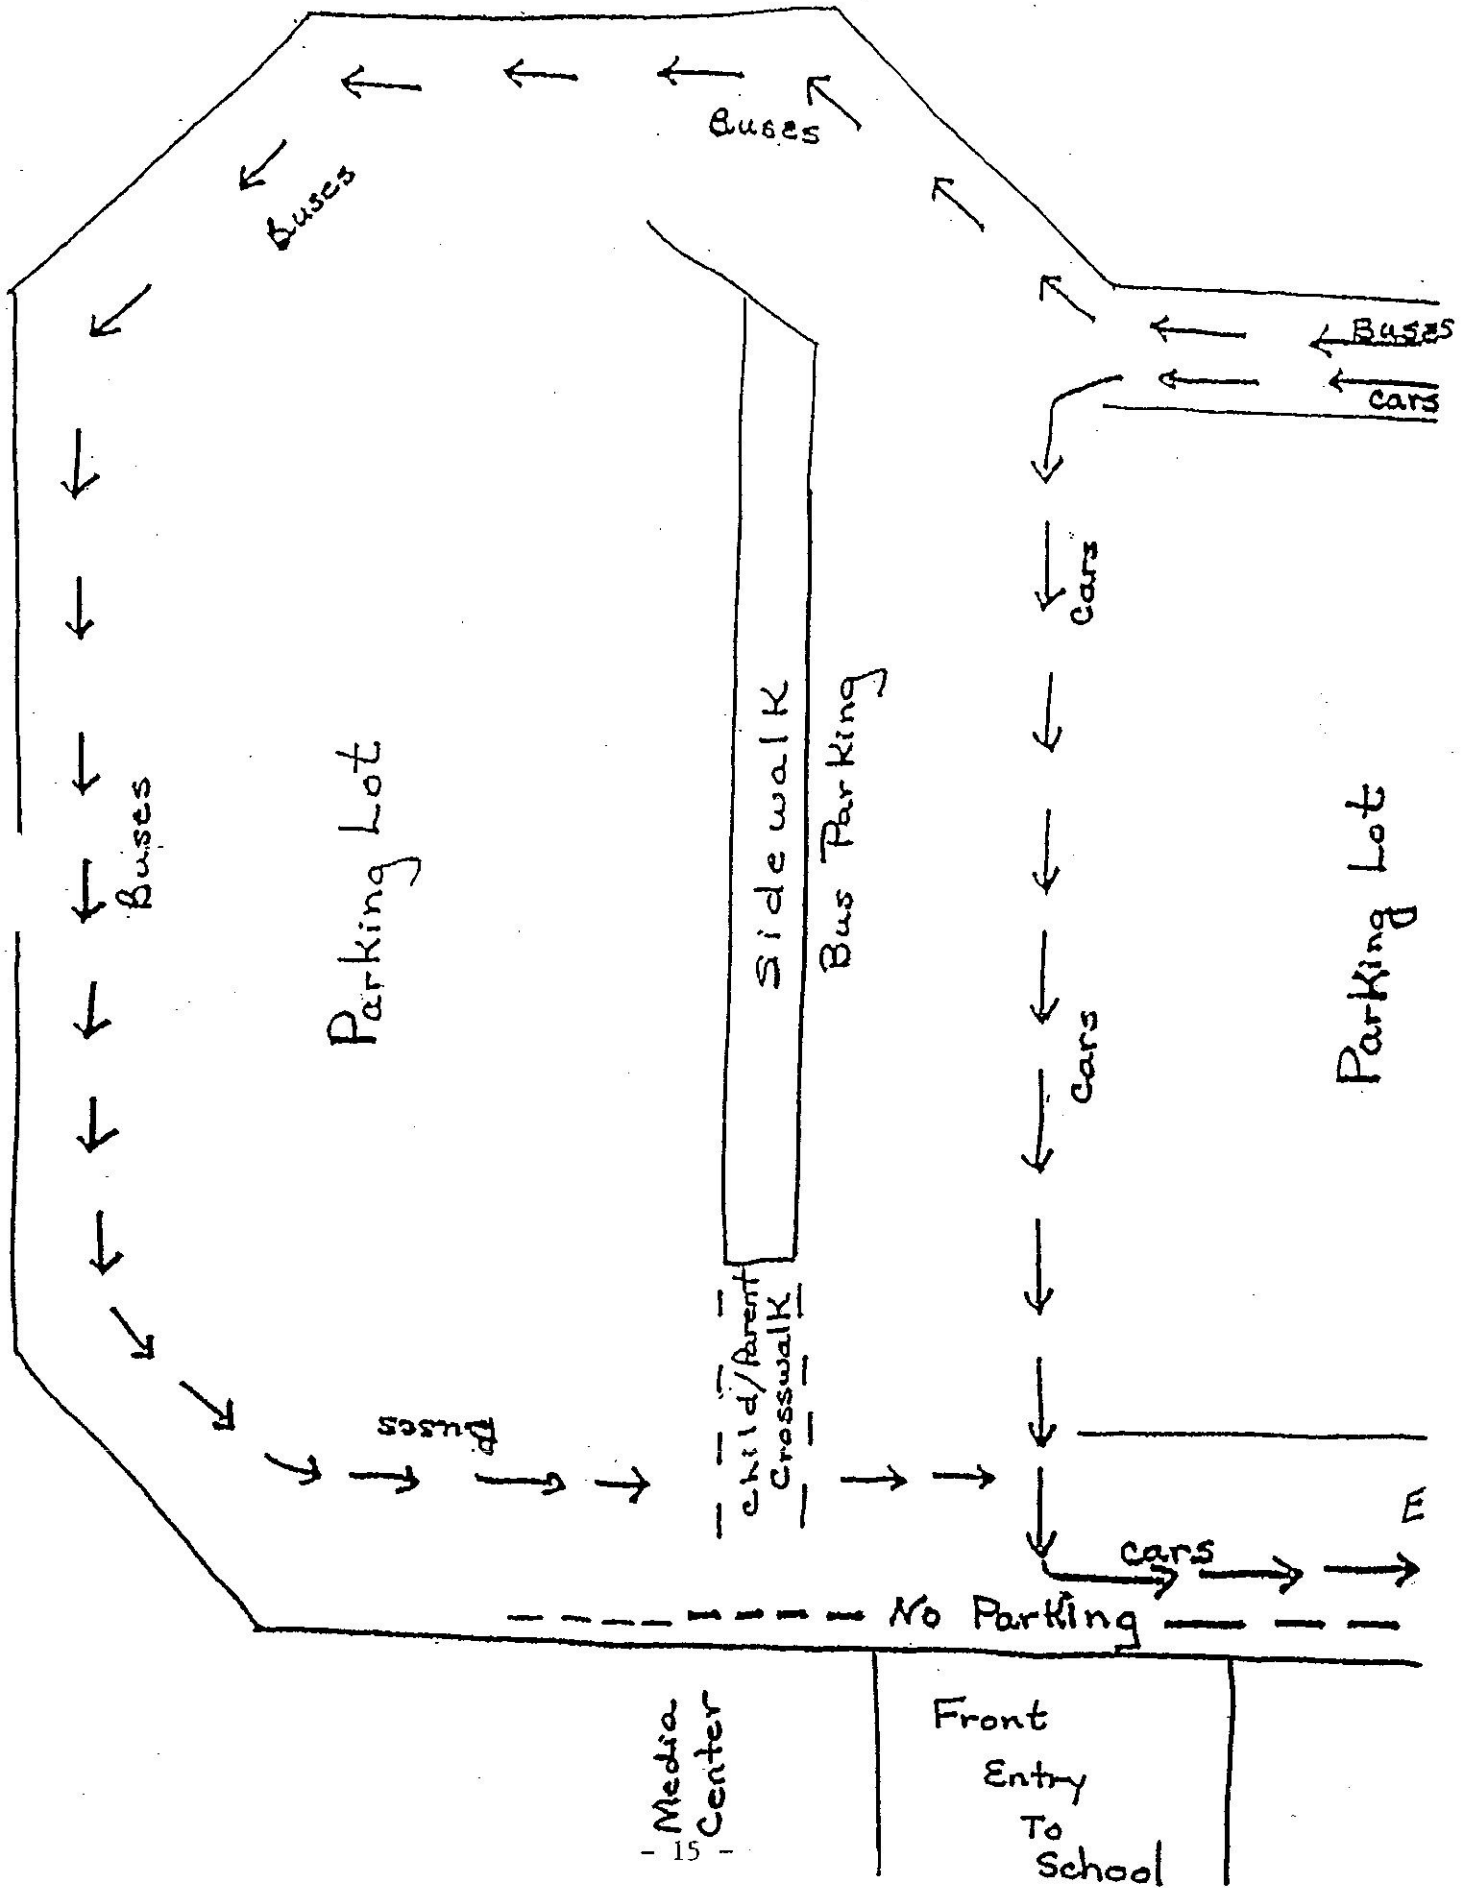 Buses
Buses
Buses
cars
cars
Sidewalk
Bus Parking
Buses
Parking Lot
Parking Lot
cars
Child/Parent
Crosswalk
Buses
E
cars
No Parking
Media
Center
Front
Entry
To
School
- 15 -